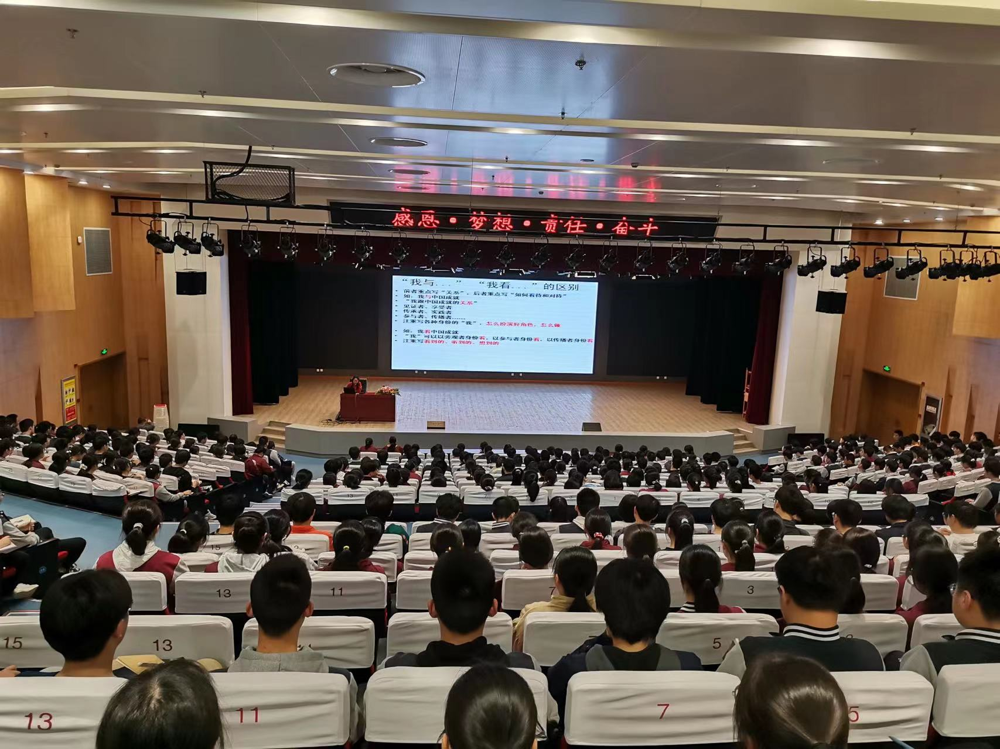 感恩·梦想·责任·奋斗
“我与...” “我看...”的区别
• 前者重点写“关系”，后者重点写“如何看待和对待”
• 如：我与中国成就
“我跟中国成就的关系”
• 见证者、享受者
• 传承者、实践者
• 参与者、传播者......
• 注重写各种身份的“我”，怎么扮演好角色，怎么做
• 如：我看中国成就
• “我”可以以旁观者身份看，以参与者身份看，以传播者身份看
• 注重写看到的、听到的、想到的
15
13
11
13
11
7
3
15
13
5
13
11
7
5